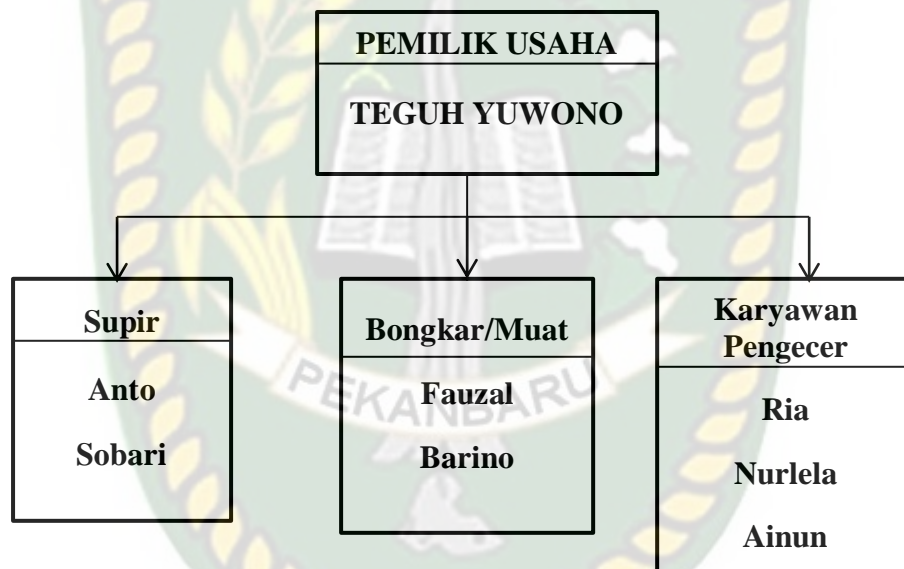 PEMILIK USAHA
TEGUH YUWONO
Supir
Anto
Sobari
Bongkar/Muat
Fauzal
Barino
Karyawan
Pengecer
Ria
Nurlela
Ainun
PEKANBARU